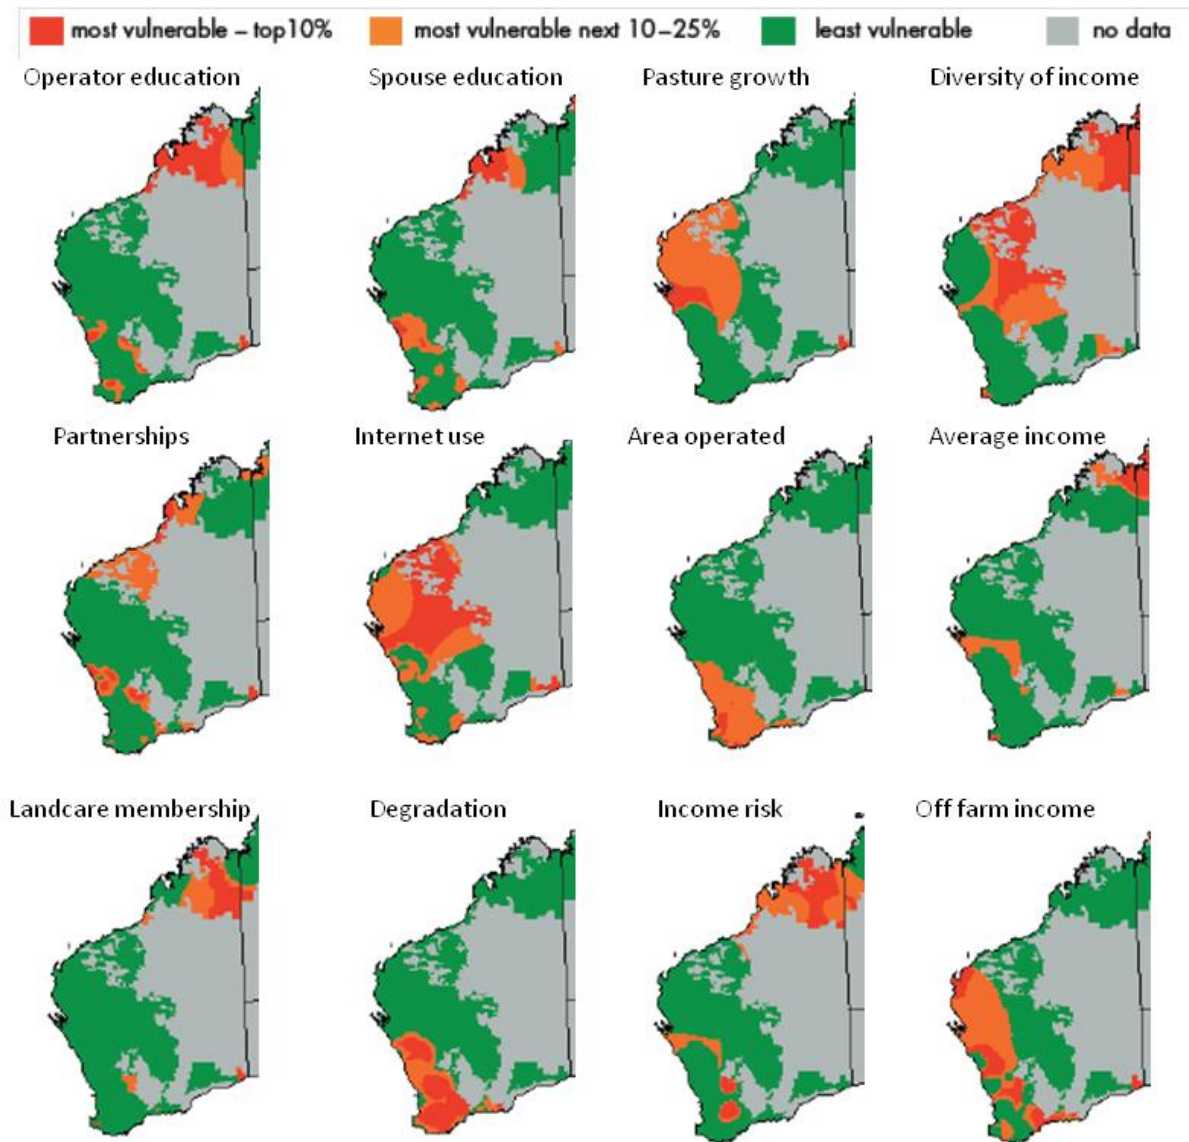 most vulnerable – top10% most vulnerable next 10–25% least vulnerable no data
Operator education Spouse education Pasture growth Diversity of income
Partnerships Internet use Area operated Average income
Landcare membership Degradation Income risk Off farm income